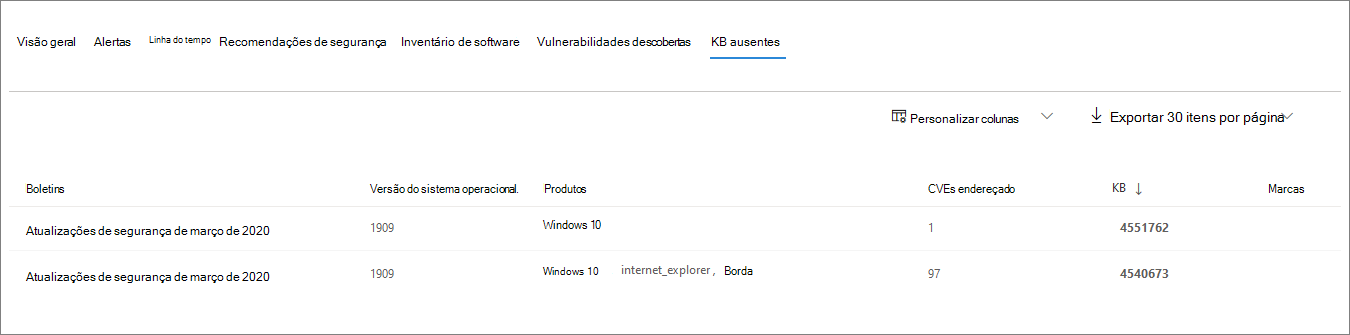 Visão geral Alertas Linha do tempo Recomendações de segurança Inventário de software Vulnerabilidades descobertas KB ausentes
Personalizar colunas Exportar 30 itens por página
Boletins Versão do sistema operacional. Produtos CVEs endereçado KB ↓ Marcas
Atualizações de segurança de março de 2020 1909 Windows 10 1 4551762
Atualizações de segurança de março de 2020 1909 Windows 10 internet_explorer , Borda 97 4540673